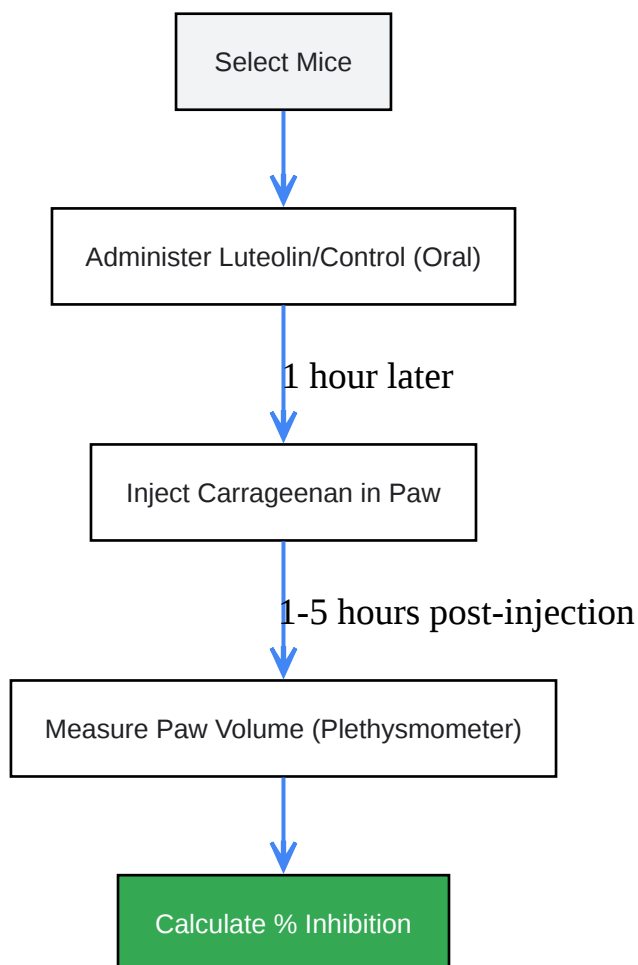 Select Mice
Administer Luteolin/Control (Oral)
1 hour later
Inject Carrageenan in Paw
1-5 hours post-injection
Measure Paw Volume (Plethysmometer)
Calculate % Inhibition